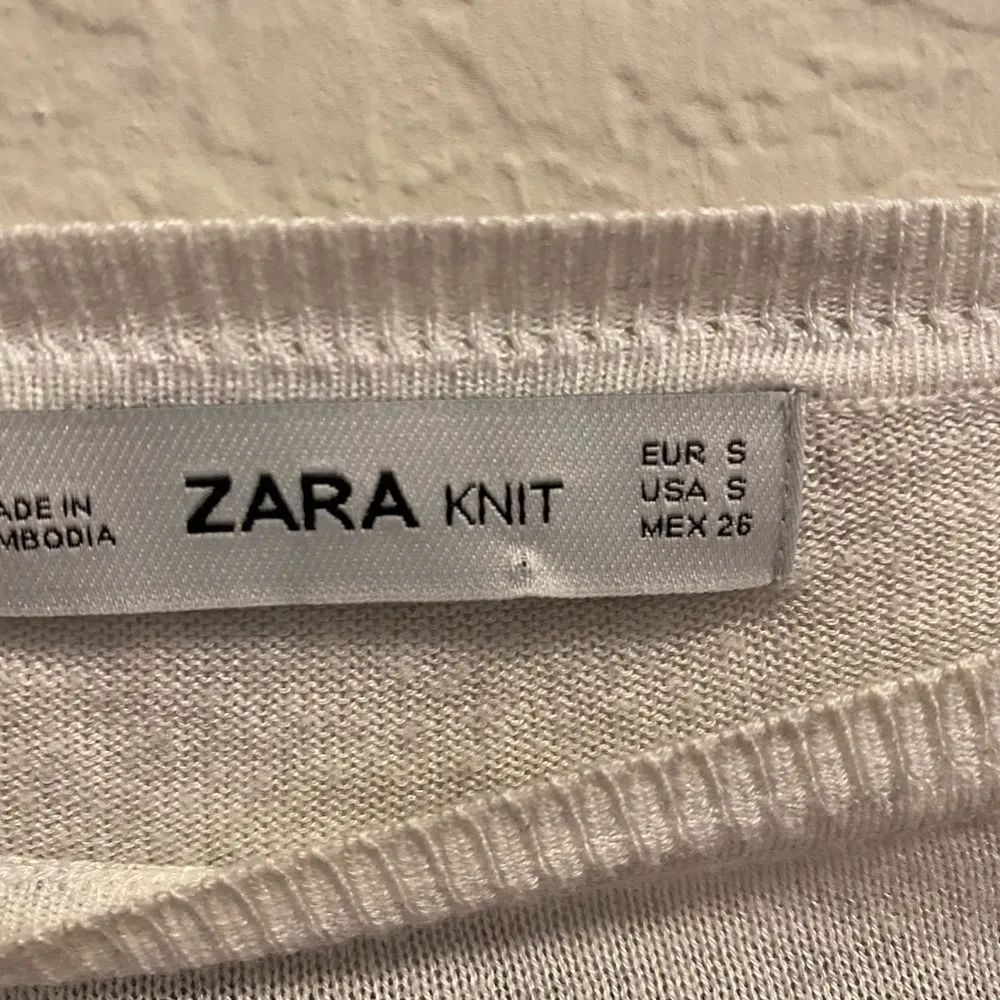 ADE IN
MBODIA
ZARA KNIT
EUR S
USA S
MEX 26